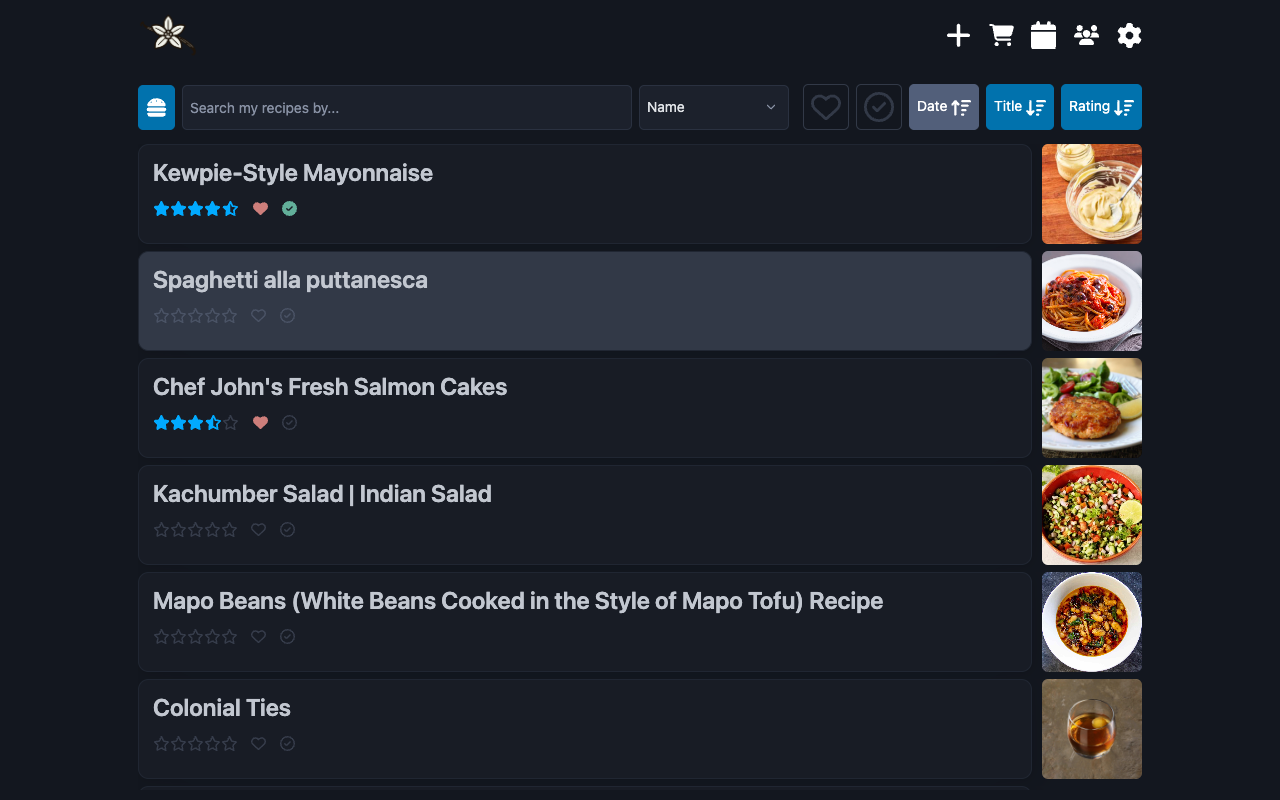 Search my recipes by...
Name
Date
Title
Rating
Kewpie-Style Mayonnaise
Spaghetti alla puttanesca
Chef John's Fresh Salmon Cakes
Kachumber Salad | Indian Salad
Mapo Beans (White Beans Cooked in the Style of Mapo Tofu) Recipe
Colonial Ties